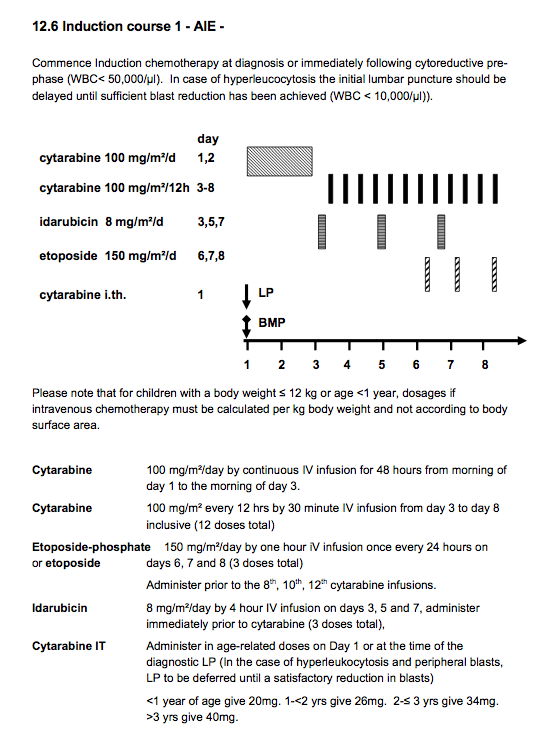 12.6 Induction course 1 - AIE -
Commence Induction chemotherapy at diagnosis or immediately following cytoreductive pre-
phase (WBC< 50,000/µl). In case of hyperleucocytosis the initial lumbar puncture should be
delayed until sufficient blast reduction has been achieved (WBC < 10,000/µl)).
day
cytarabine 100 mg/m²/d 1,2
cytarabine 100 mg/m²/12h 3-8
idarubicin 8 mg/m²/d 3,5,7
etoposide 150 mg/m²/d 6,7,8
cytarabine i.th. 1 LP
BMP
1 2 3 4 5 6 7 8
Please note that for children with a body weight ≤ 12 kg or age <1 year, dosages if
intravenous chemotherapy must be calculated per kg body weight and not according to body
surface area.
Cytarabine 100 mg/m²/day by continuous IV infusion for 48 hours from morning of
day 1 to the morning of day 3.
Cytarabine 100 mg/m² every 12 hrs by 30 minute IV infusion from day 3 to day 8
inclusive (12 doses total)
Etoposide-phosphate 150 mg/m²/day by one hour iV infusion once every 24 hours on
or etoposide days 6, 7 and 8 (3 doses total)
Administer prior to the 8th, 10th, 12th cytarabine infusions.
Idarubicin 8 mg/m²/day by 4 hour IV infusion on days 3, 5 and 7, administer
immediately prior to cytarabine (3 doses total),
Cytarabine IT Administer in age-related doses on Day 1 or at the time of the
diagnostic LP (In the case of hyperleukocytosis and peripheral blasts,
LP to be deferred until a satisfactory reduction in blasts)
<1 year of age give 20mg. 1-<2 yrs give 26mg. 2-≤ 3 yrs give 34mg.
>3 yrs give 40mg.